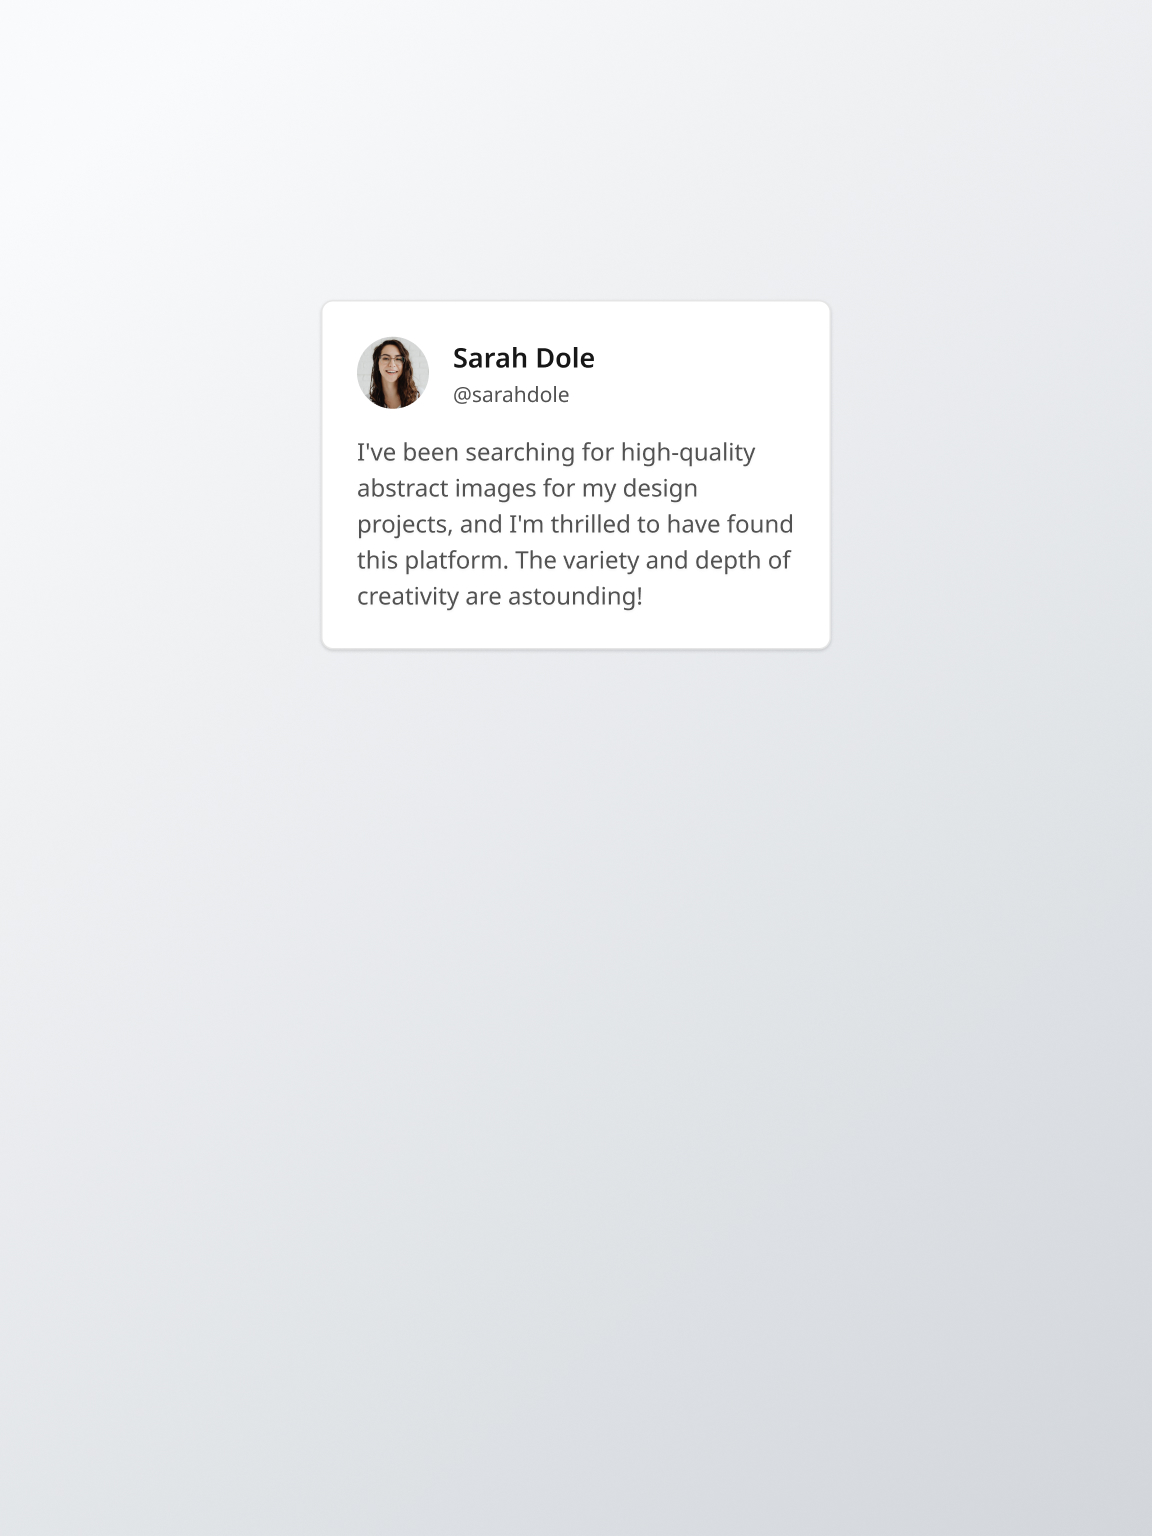 Sarah Dole
@sarahdole
I've been searching for high-quality
abstract images for my design
projects, and I'm thrilled to have found
this platform. The variety and depth of
creativity are astounding!